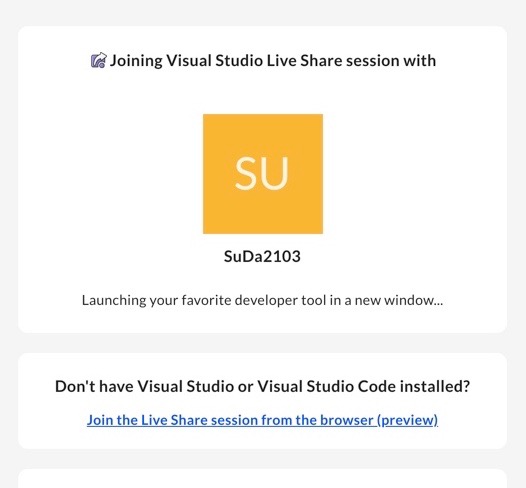 Joining Visual Studio Live Share session with
SU
SuDa2103
Launching your favorite developer tool in a new window...
Don't have Visual Studio or Visual Studio Code installed?
Join the Live Share session from the browser (preview)